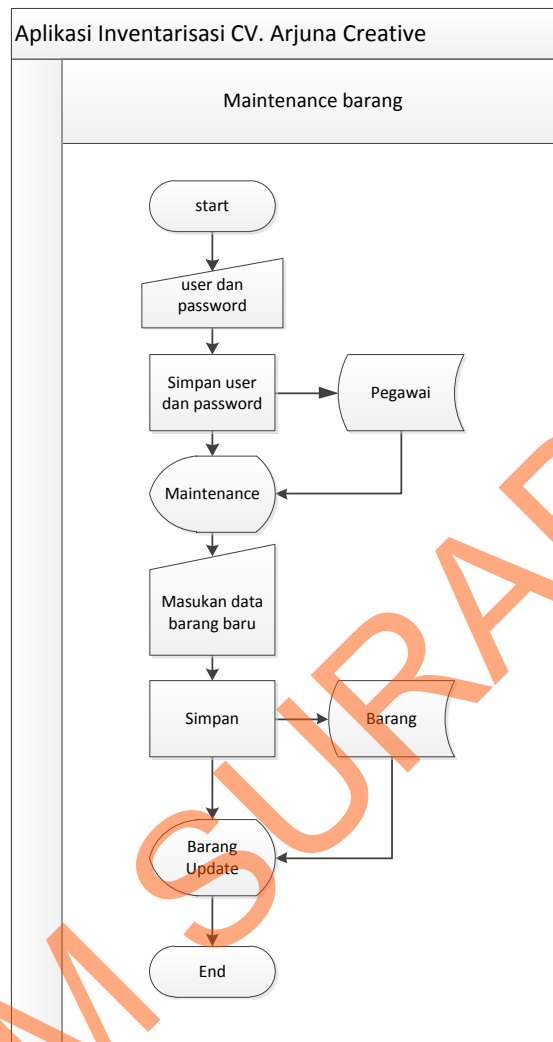 Aplikasi Inventarisasi CV. Arjuna Creative
Maintenance barang
start
user dan
password
Simpan user
dan password
Pegawai
Maintenance
Masukan data
barang baru
Simpan
Barang
Barang
Update
End
M SURA